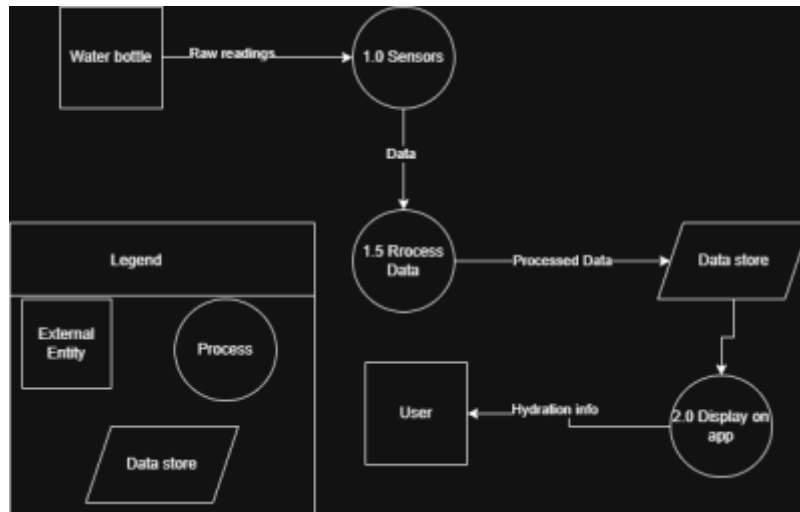 Water bottle
Raw readings
1.0 Sensors
Data
1.5 Rrocess
Data
Processed Data
Data store
Legend
External
Entity
Process
Data store
User
Hydration info
2.0 Display on
app